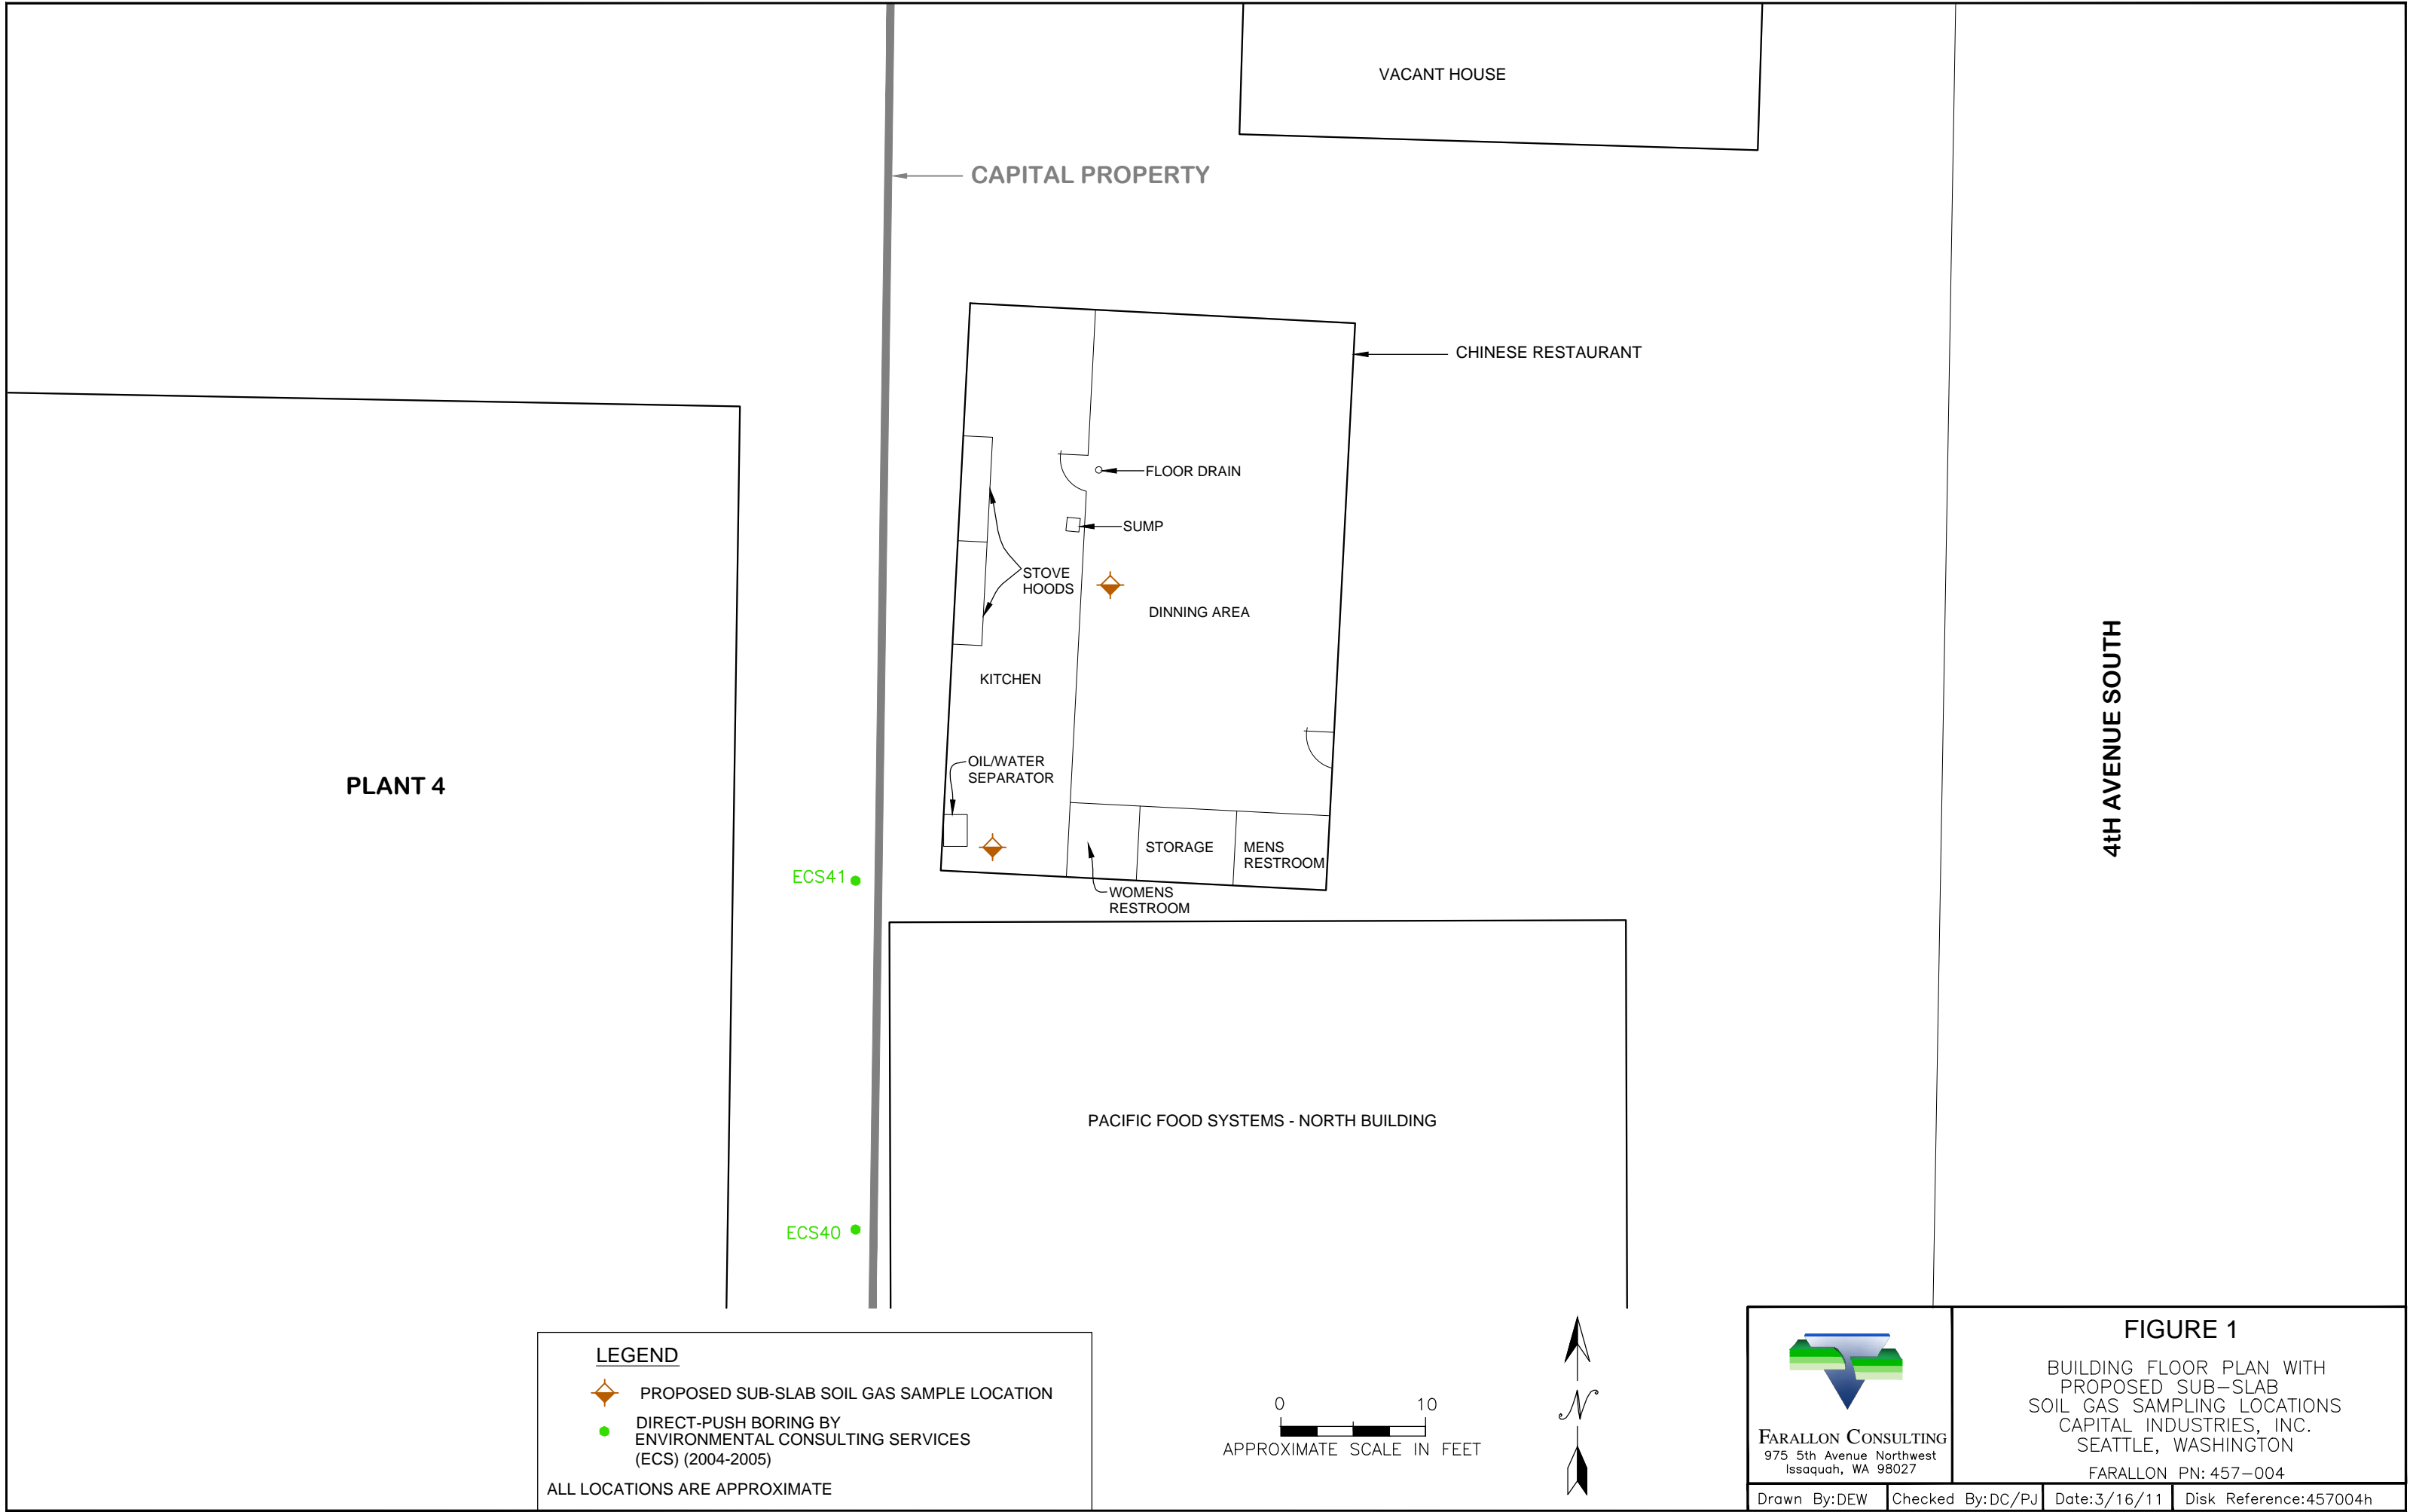 VACANT HOUSE
CAPITAL PROPERTY
CHINESE RESTAURANT
FLOOR DRAIN
SUMP
STOVE
HOODS
DINNING AREA
KITCHEN
OIL/WATER
SEPARATOR
STORAGE
MENS
RESTROOM
WOMENS
RESTROOM
PLANT 4
4tH AVENUE SOUTH
ECS41
PACIFIC FOOD SYSTEMS - NORTH BUILDING
ECS40
LEGEND
PROPOSED SUB-SLAB SOIL GAS SAMPLE LOCATION
DIRECT-PUSH BORING BY
ENVIRONMENTAL CONSULTING SERVICES
(ECS) (2004-2005)
ALL LOCATIONS ARE APPROXIMATE
0 10
APPROXIMATE SCALE IN FEET
N
FARALLON CONSULTING
975 5th Avenue Northwest
Issaquah, WA 98027
FIGURE 1
BUILDING FLOOR PLAN WITH
PROPOSED SUB-SLAB
SOIL GAS SAMPLING LOCATIONS
CAPITAL INDUSTRIES, INC.
SEATTLE, WASHINGTON
FARALLON PN: 457-004
Drawn By:DEW Checked By:DC/PJ Date:3/16/11 Disk Reference:457004h